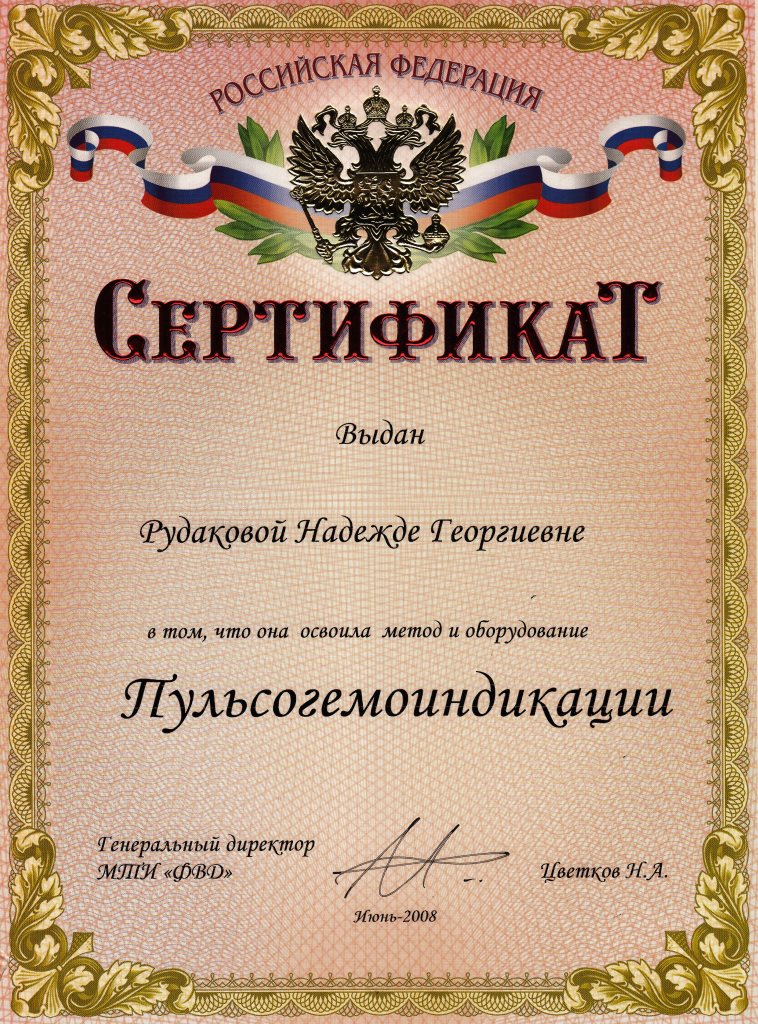 РОССИЙСКАЯ ФЕДЕРАЦИЯ
СЕРТИФИКАТ
Выдан
Рудаковой Надежде Георгиевне
в том, что она освоила метод и оборудование
Пульсогемоиндикации
Генеральный директор
МТИ «ФВД»
Цветков Н.А.
Июнь-2008